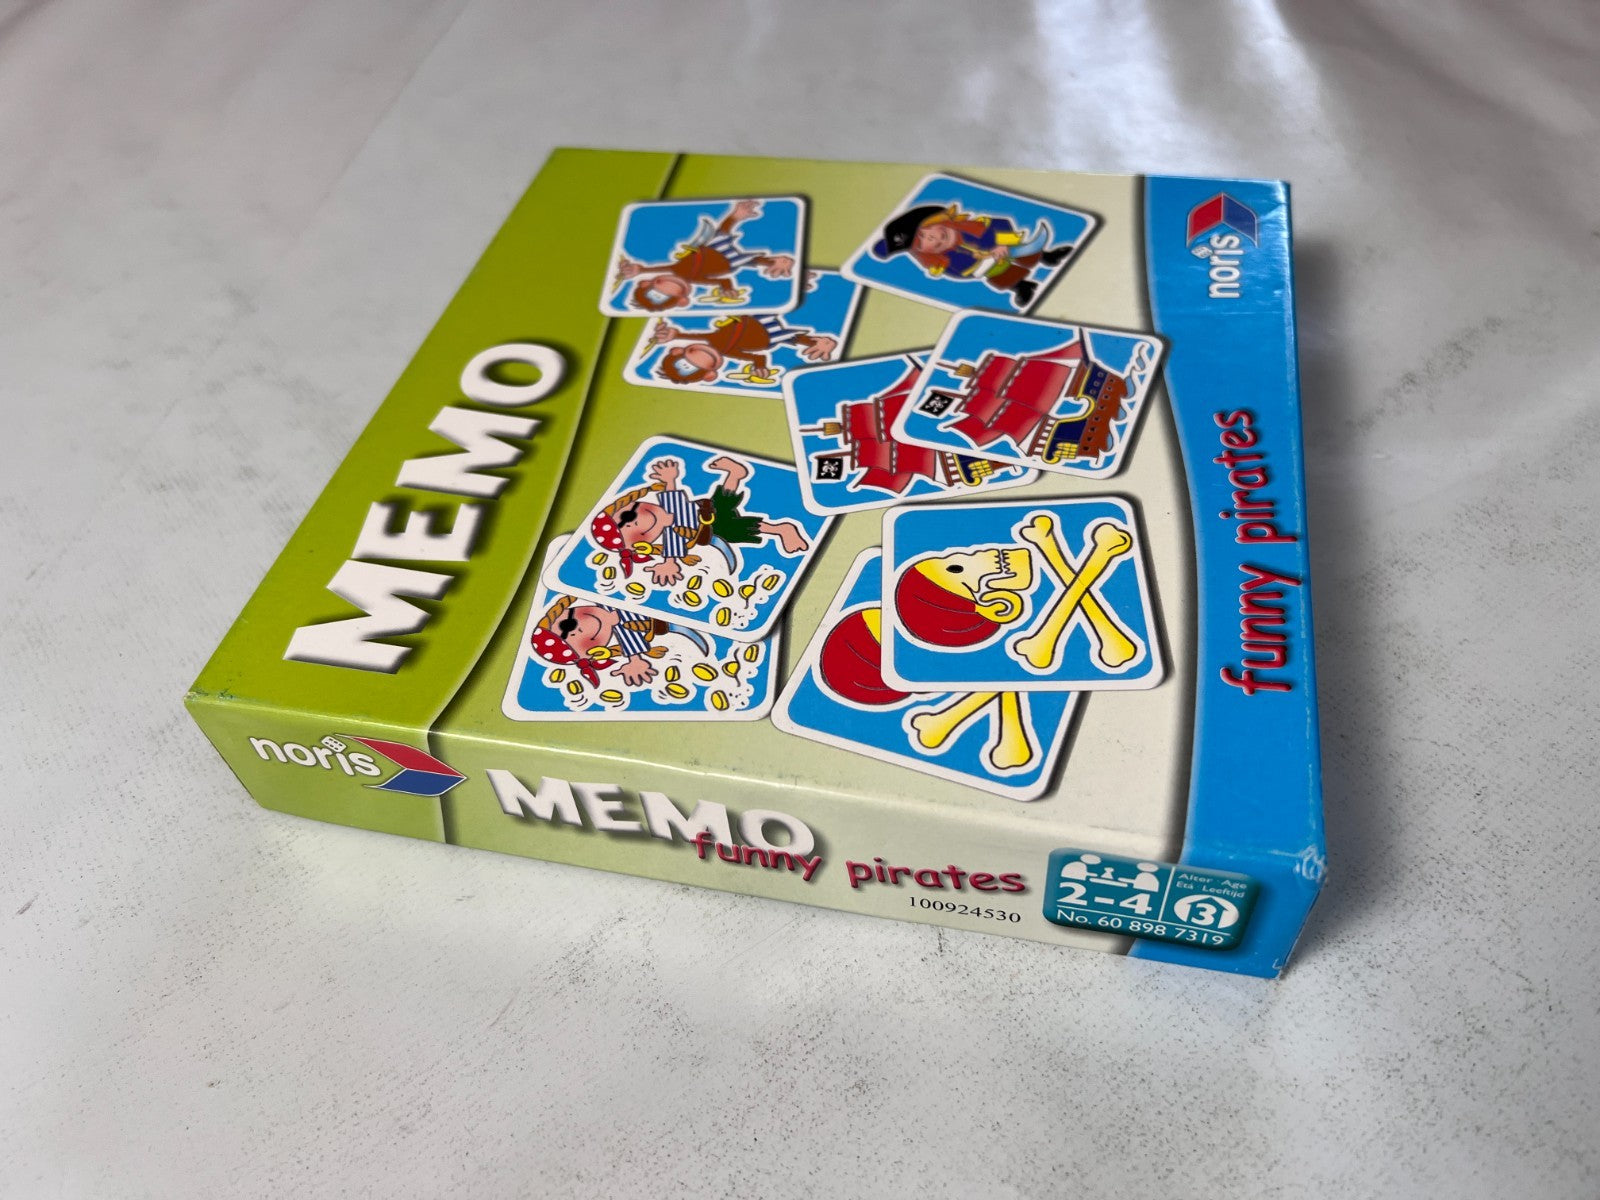 MEMO
noris
funny pirates
noris
MEMO
funny pirates
100924530
2-4
Alter · Age
Età · Leeftijd
3
No. 60 898 7319